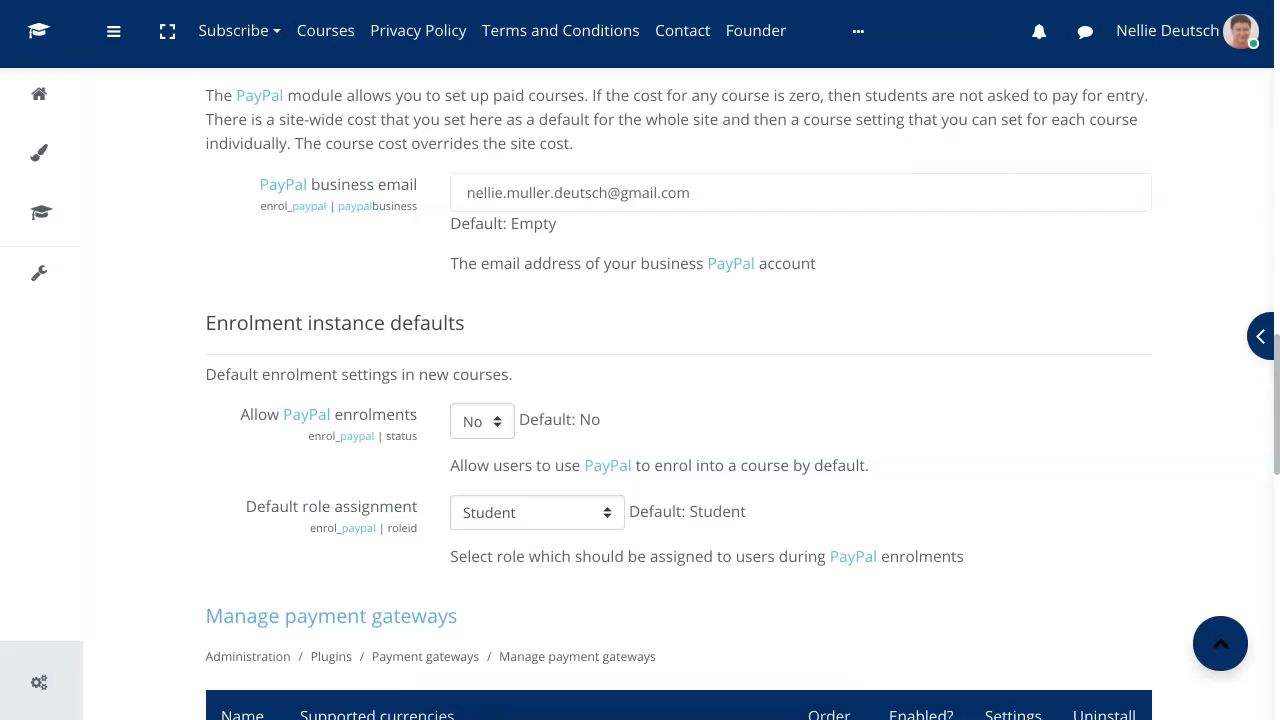 Subscribe Courses Privacy Policy Terms and Conditions Contact Founder ... Nellie Deutsch
The PayPal module allows you to set up paid courses. If the cost for any course is zero, then students are not asked to pay for entry.
There is a site-wide cost that you set here as a default for the whole site and then a course setting that you can set for each course
individually. The course cost overrides the site cost.
PayPal business email
enrol_paypal | paypalbusiness
nellie.muller.deutsch@gmail.com
Default: Empty
The email address of your business PayPal account
Enrolment instance defaults
Default enrolment settings in new courses.
Allow PayPal enrolments
enrol_paypal | status
No Default: No
Allow users to use PayPal to enrol into a course by default.
Default role assignment
enrol_paypal | roleid
Student Default: Student
Select role which should be assigned to users during PayPal enrolments
Manage payment gateways
Administration / Plugins / Payment gateways / Manage payment gateways
Name Supported currencies Order Enabled? Settings Uninstall